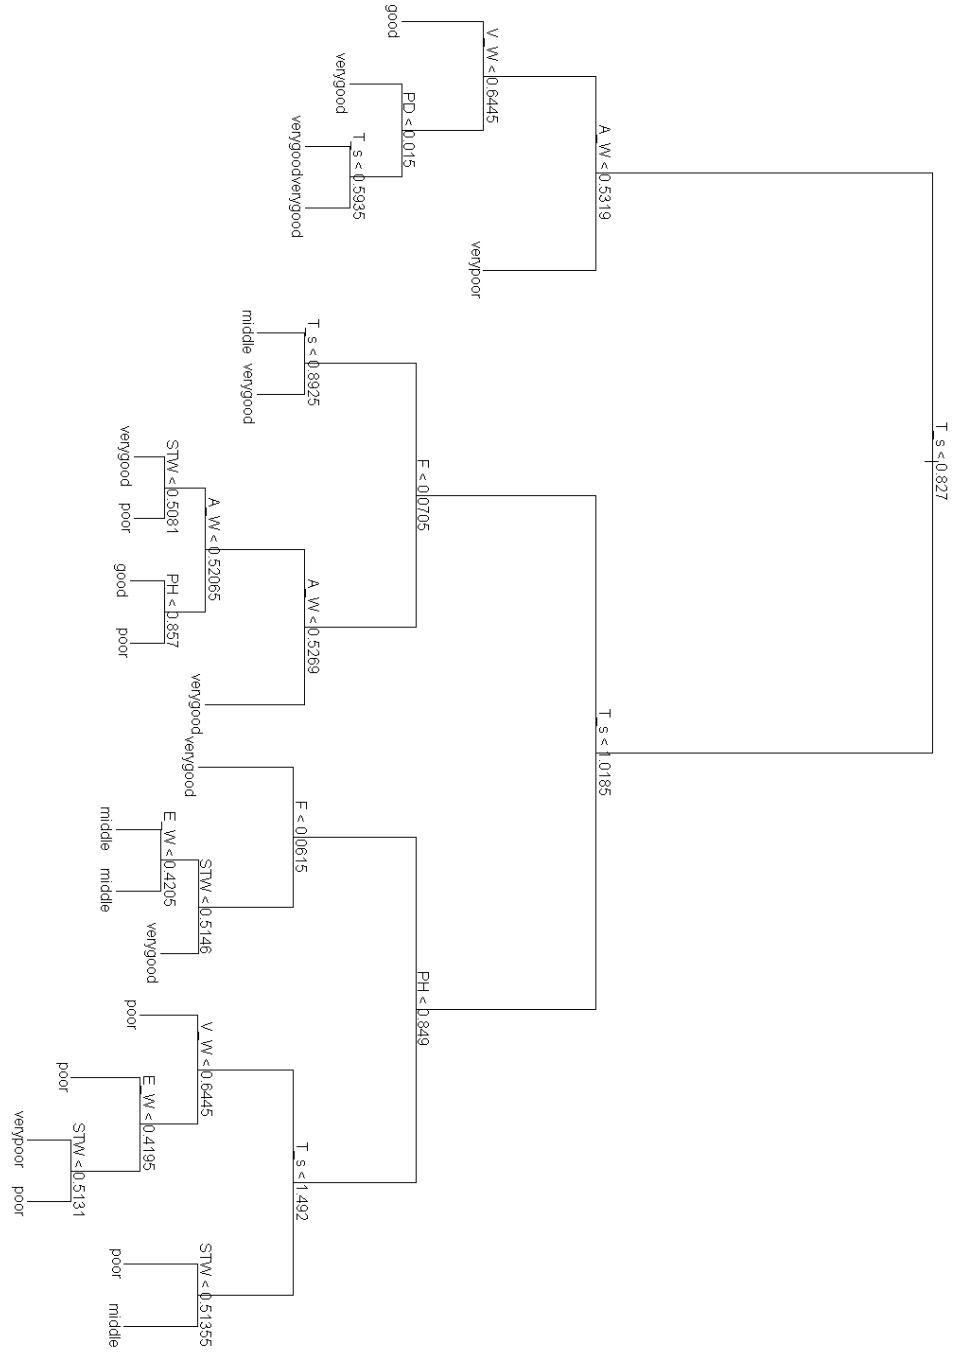 T_s < 0.827
A_W < 0.5319
T_s < 1.0185
V_W < 0.6445
verypoor
F < 0.0705
PH < 0.849
good
PD < 0.015
T_s < 0.8925
A_W < 0.5269
F < 0.0615
T_s < 1.492
verygood
T_s < 0.5935
verygood
verygood
middle
verygood
A_W < 0.52065
verygood
verygood
STW < 0.5146
V_W < 0.6445
STW < 0.51355
STW < 0.5081
PH < 0.857
E_W < 0.4205
verygood
poor
E_W < 0.4195
poor
middle
verygood
poor
good
poor
middle
middle
poor
STW < 0.5131
verypoor
poor